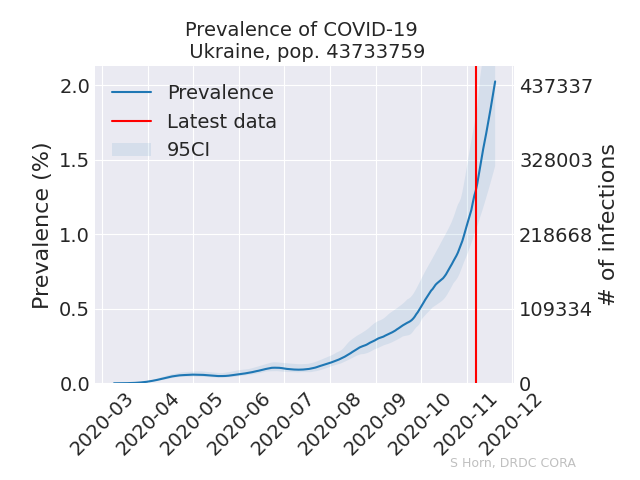 Prevalence of COVID-19
Ukraine, pop. 43733759
Prevalence
Latest data
95CI
Prevalence (%)
2.0
1.5
1.0
0.5
0.0
437337
328003
218668
109334
0
# of infections
2020-03
2020-04
2020-05
2020-06
2020-07
2020-08
2020-09
2020-10
2020-11
2020-12
S Horn, DRDC CORA